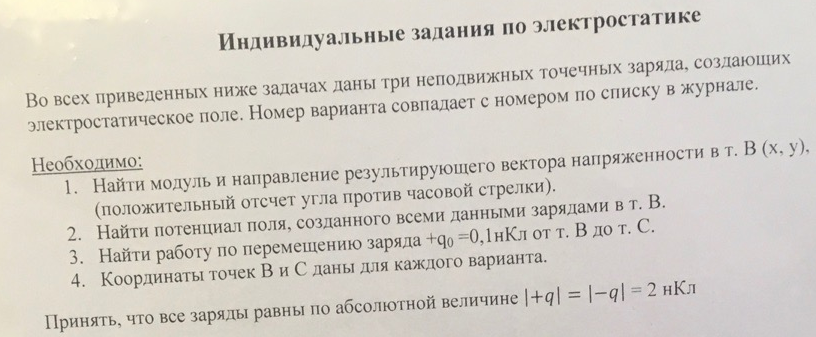 Индивидуальные задания по электростатике
Во всех приведенных ниже задачах даны три неподвижных точечных заряда, создающих
электростатическое поле. Номер варианта совпадает с номером по списку в журнале.
Необходимо:
1. Найти модуль и направление результирующего вектора напряженности в т. В (x, y),
(положительный отсчет угла против часовой стрелки).
2. Найти потенциал поля, созданного всеми данными зарядами в т. В.
3. Найти работу по перемещению заряда +q₀ =0,1нКл от т. В до т. С.
4. Координаты точек В и С даны для каждого варианта.
Принять, что все заряды равны по абсолютной величине |+q| = |−q| = 2 нКл